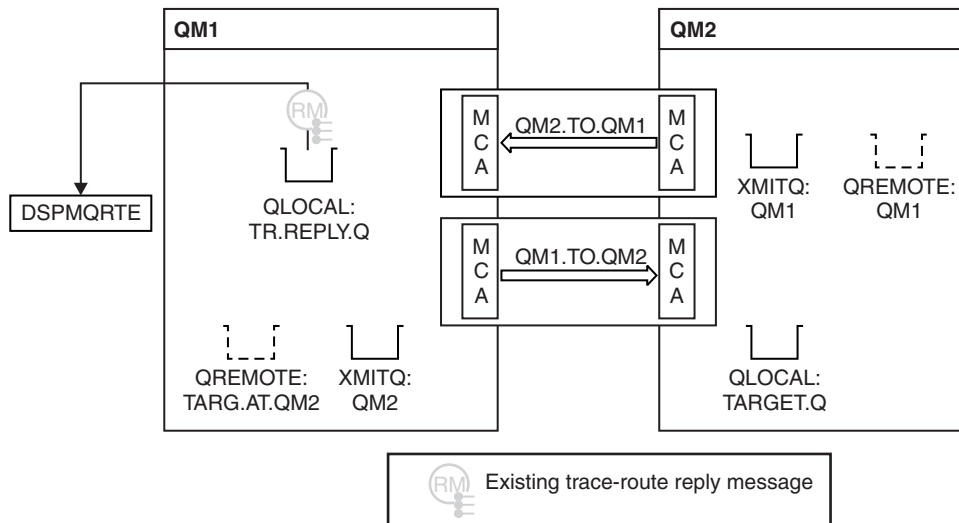 QM1
QM2
RM
M
C
A
QM2.TO.QM1
M
C
A
XMITQ:
QM1
QREMOTE:
QM1
DSPMQRTE
QLOCAL:
TR.REPLY.Q
M
C
A
QM1.TO.QM2
M
C
A
QREMOTE:
TARG.AT.QM2
XMITQ:
QM2
QLOCAL:
TARGET.Q
RM
Existing trace-route reply message